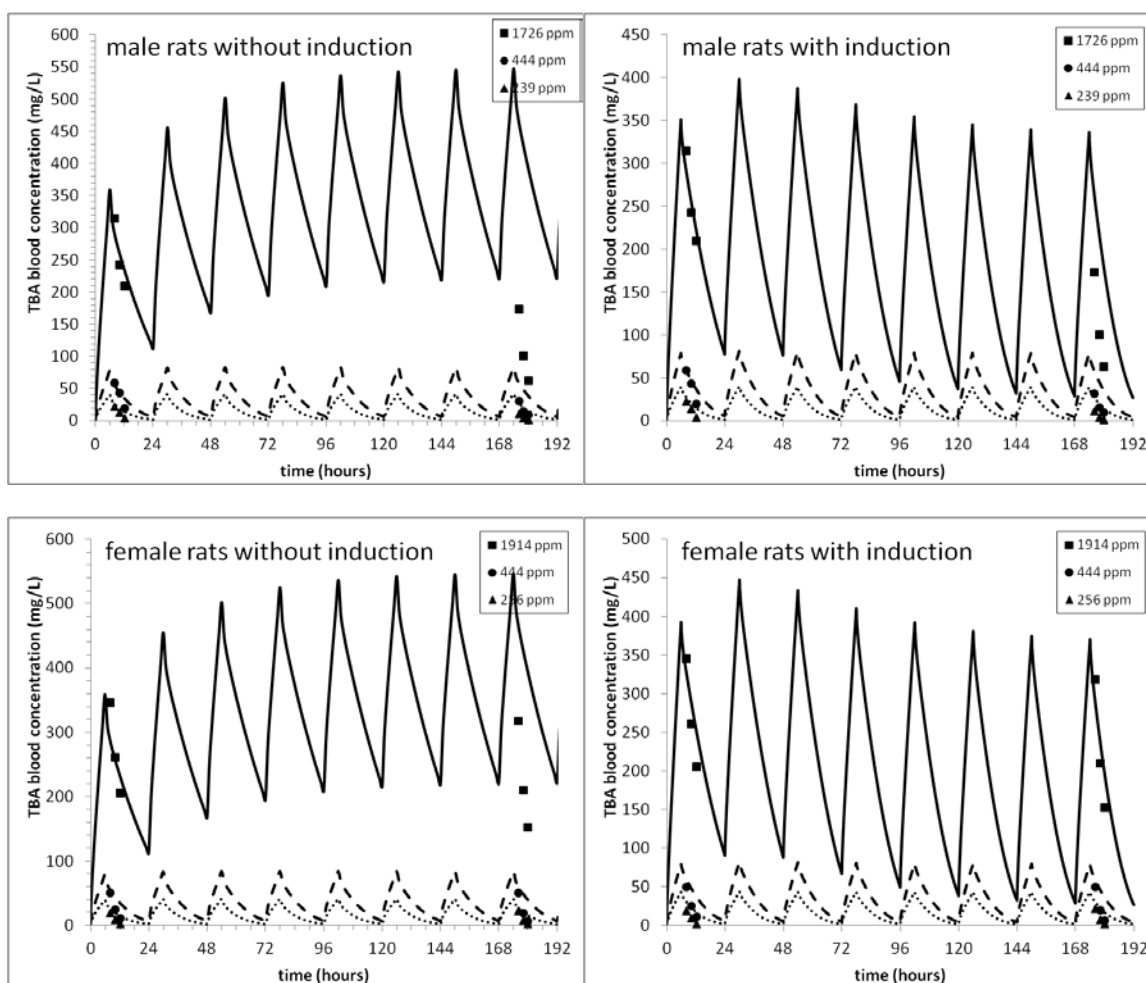 male rats without induction
1726 ppm
444 ppm
239 ppm
TBA blood concentration (mg/L)
600
550
500
450
400
350
300
250
200
150
100
50
0
0 24 48 72 96 120 144 168 192
time (hours)
male rats with induction
1726 ppm
444 ppm
239 ppm
TBA blood concentration (mg/L)
450
400
350
300
250
200
150
100
50
0
0 24 48 72 96 120 144 168 192
time (hours)
female rats without induction
1914 ppm
444 ppm
256 ppm
TBA blood concentration (mg/L)
600
500
400
300
200
100
0
0 24 48 72 96 120 144 168 192
time (hours)
female rats with induction
1914 ppm
444 ppm
256 ppm
TBA blood concentration (mg/L)
500
450
400
350
300
250
200
150
100
50
0
0 24 48 72 96 120 144 168 192
time (hours)